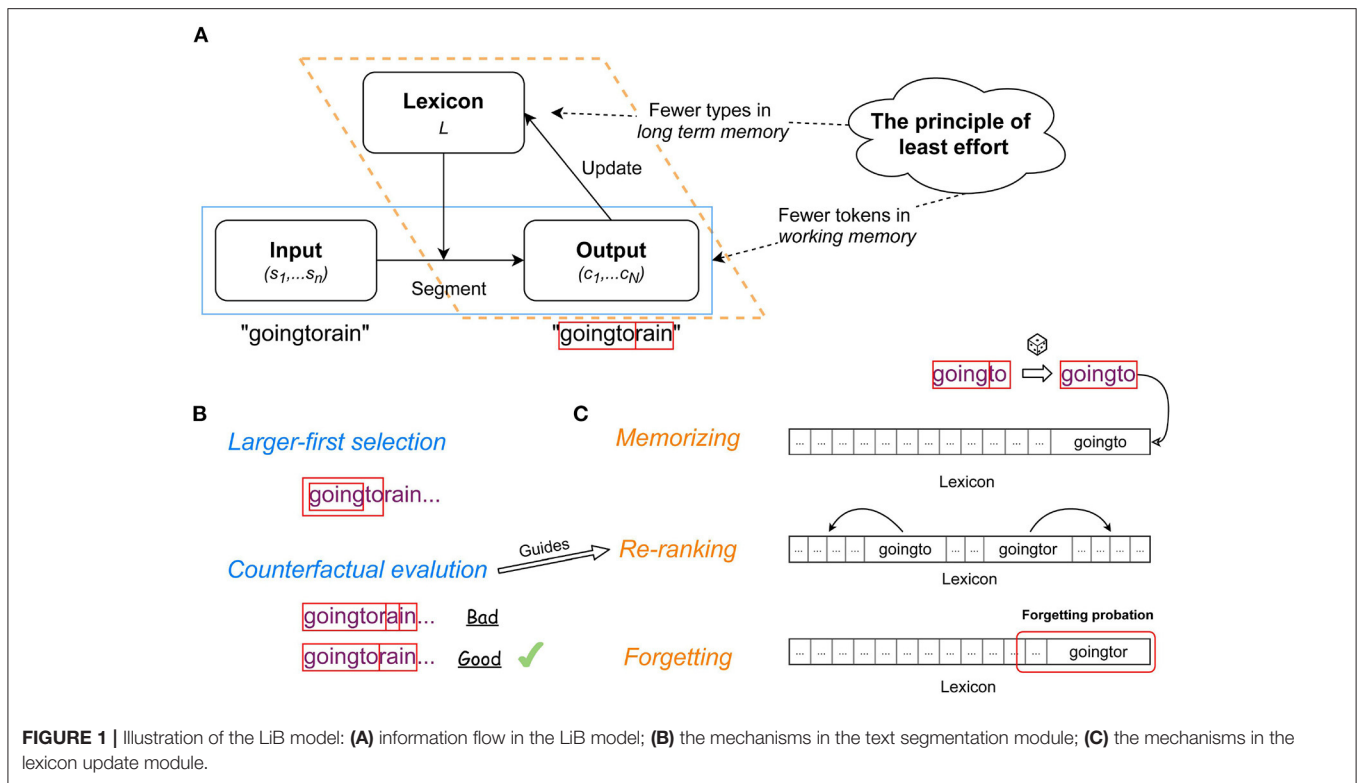 A
Lexicon
L
Fewer types in
long term memory
The principle of
least effort
Update
Fewer tokens in
working memory
Input
(s1,...sn)
Segment
Output
(c1,...cN)
"goingtorain"
"goingtorain"
goingto
goingto
B
Larger-first selection
goingtorain...
Counterfactual evalution
Guides
goingtorain...
Bad
goingtorain...
Good
C
Memorizing
... ... ... ... ... ... ... ... ... ... ... goingto
Lexicon
Re-ranking
... ... ... ... goingto ... ... goingtor ... ... ... ...
Lexicon
Forgetting probation
Forgetting
... ... ... ... ... ... ... ... ... ... ... goingtor
Lexicon
FIGURE 1 | Illustration of the LiB model: (A) information flow in the LiB model; (B) the mechanisms in the text segmentation module; (C) the mechanisms in the
lexicon update module.